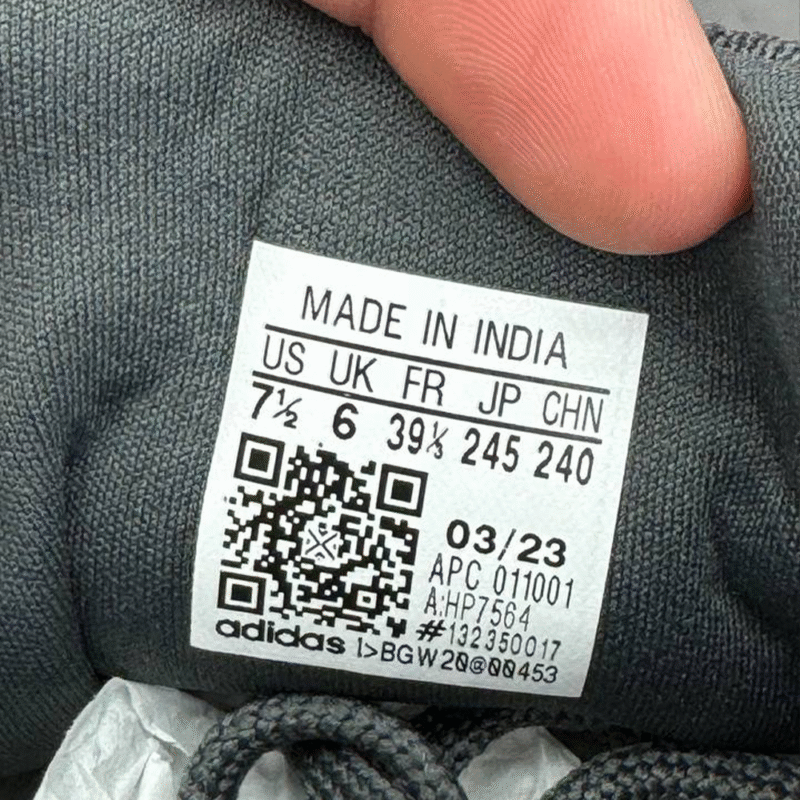 MADE IN INDIA
US UK FR JP CHN
7½ 6 39⅓ 245 240
03/23
APC 011001
A:HP7564
#132350017
adidas I>BGW20@00453